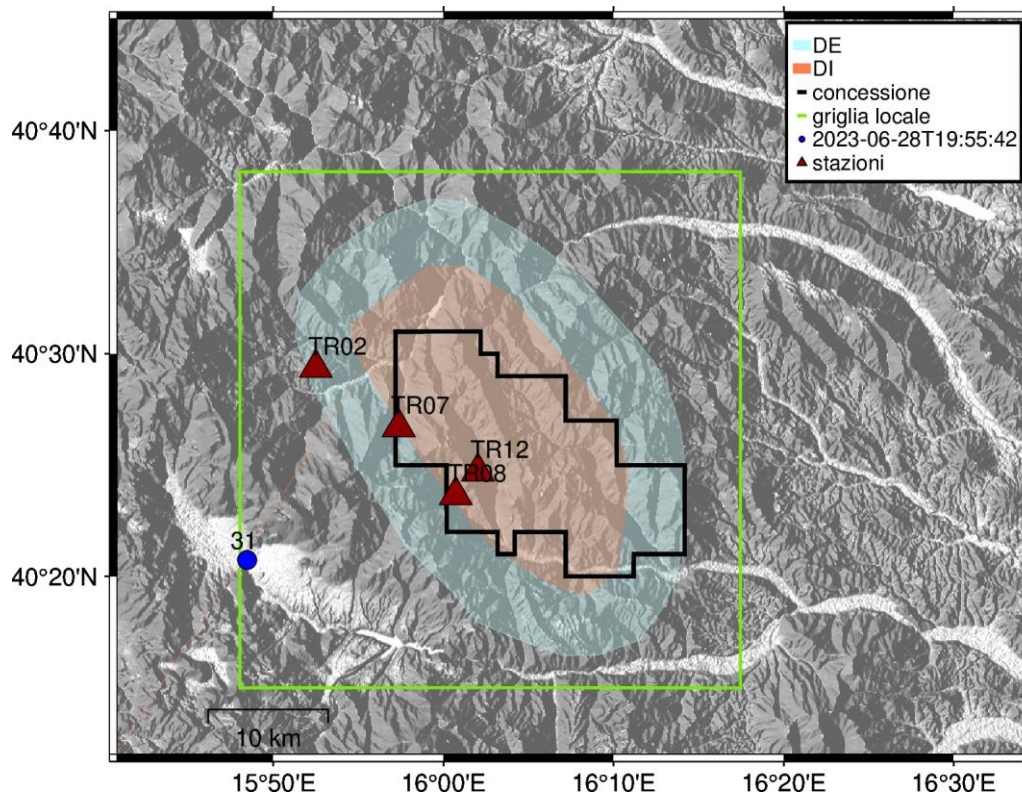 DE
DI
concessione
griglia locale
2023-06-28T19:55:42
stazioni
40°40'N
40°30'N
40°20'N
TR02
TR07
TR12
TR08
31
10 km
15°50'E
16°00'E
16°10'E
16°20'E
16°30'E